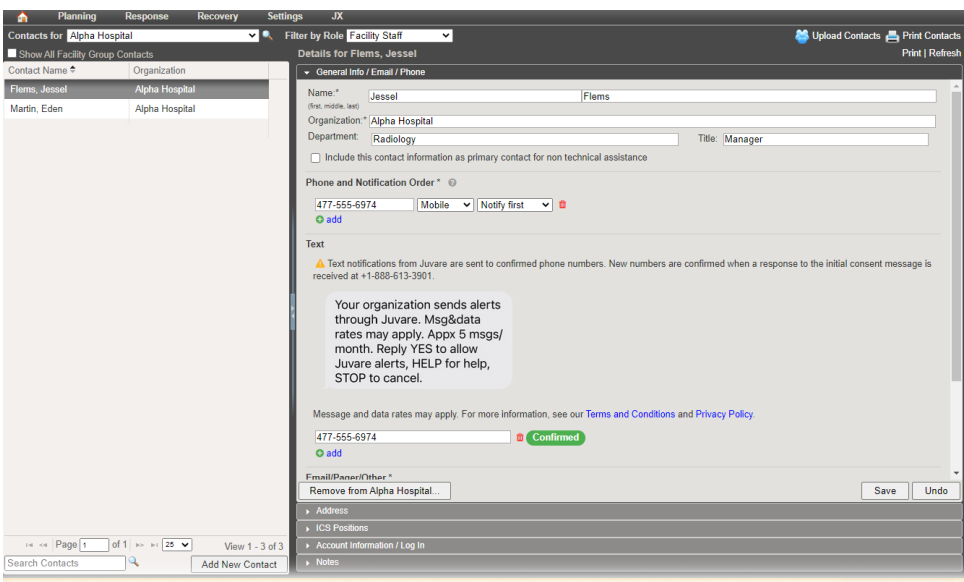 Planning Response Recovery Settings JX
Contacts for Alpha Hospital Filter by Role Facility Staff Upload Contacts Print Contacts
Show All Facility Group Contacts Details for Flems, Jessel Print | Refresh
Contact Name Organization
General Info / Email / Phone
Flems, Jessel Alpha Hospital
Martin, Eden Alpha Hospital
Name:* Jessel Flems
(first, middle, last)
Organization:* Alpha Hospital
Department: Radiology Title: Manager
Include this contact information as primary contact for non technical assistance
Phone and Notification Order *
477-555-6974 Mobile Notify first
add
Text
Text notifications from Juvare are sent to confirmed phone numbers. New numbers are confirmed when a response to the initial consent message is
received at +1-888-613-3901.
Your organization sends alerts
through Juvare. Msg&data
rates may apply. Appx 5 msgs/
month. Reply YES to allow
Juvare alerts, HELP for help,
STOP to cancel.
Message and data rates may apply. For more information, see our Terms and Conditions and Privacy Policy.
477-555-6974 Confirmed
add
Email/Pager/Other *
Remove from Alpha Hospital... Save Undo
Address
ICS Positions
Account Information / Log In
Notes
Page 1 of 1 25 View 1 - 3 of 3
Search Contacts Add New Contact